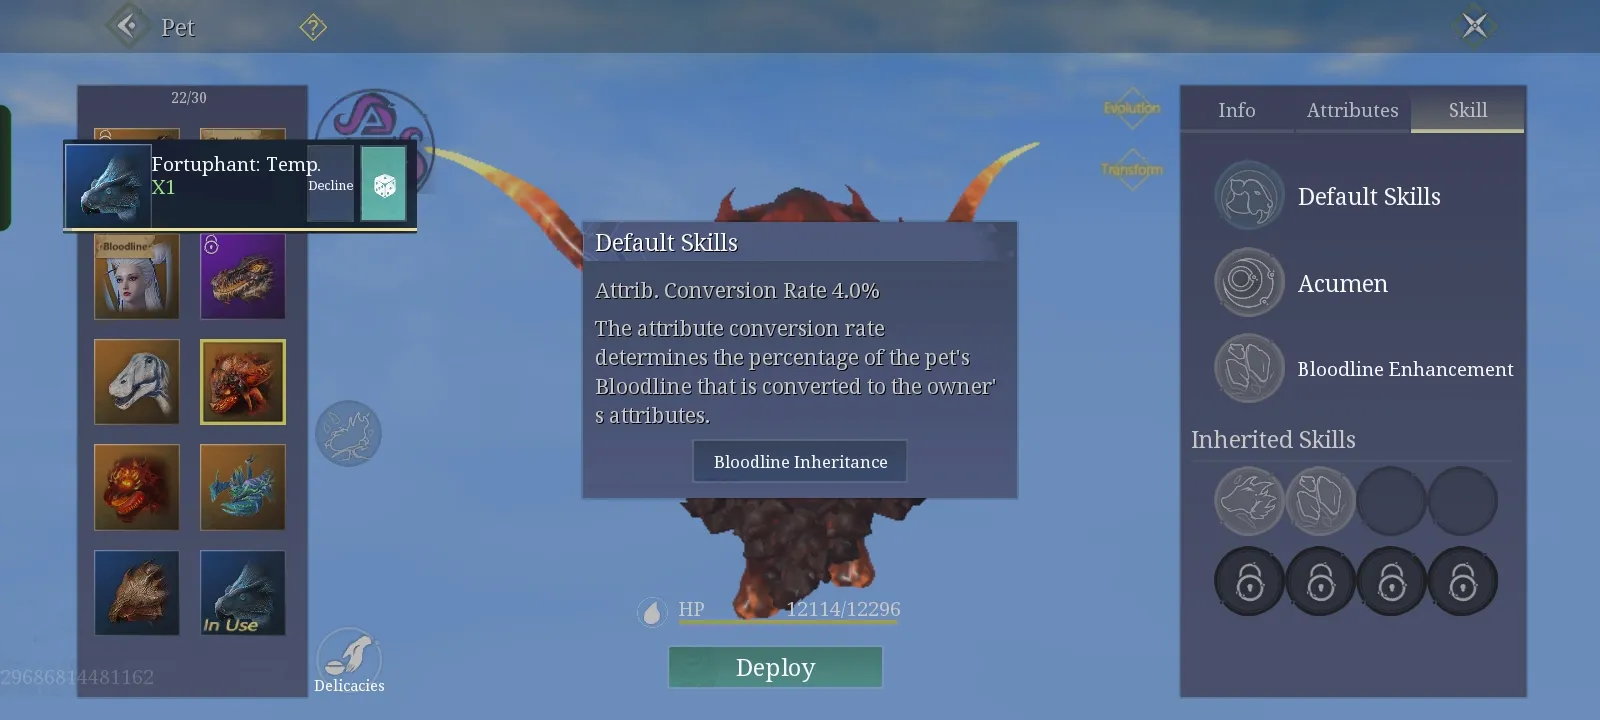 Pet
?
22/30
Fortuphant: Temp.
X1
Decline
Bloodline
In Use
Delicacies
29686814481162
Evolution
Transform
Default Skills
Attrib. Conversion Rate 4.0%
The attribute conversion rate
determines the percentage of the pet's
Bloodline that is converted to the owner'
s attributes.
Bloodline Inheritance
HP
12114/12296
Deploy
Info
Attributes
Skill
Default Skills
Acumen
Bloodline Enhancement
Inherited Skills